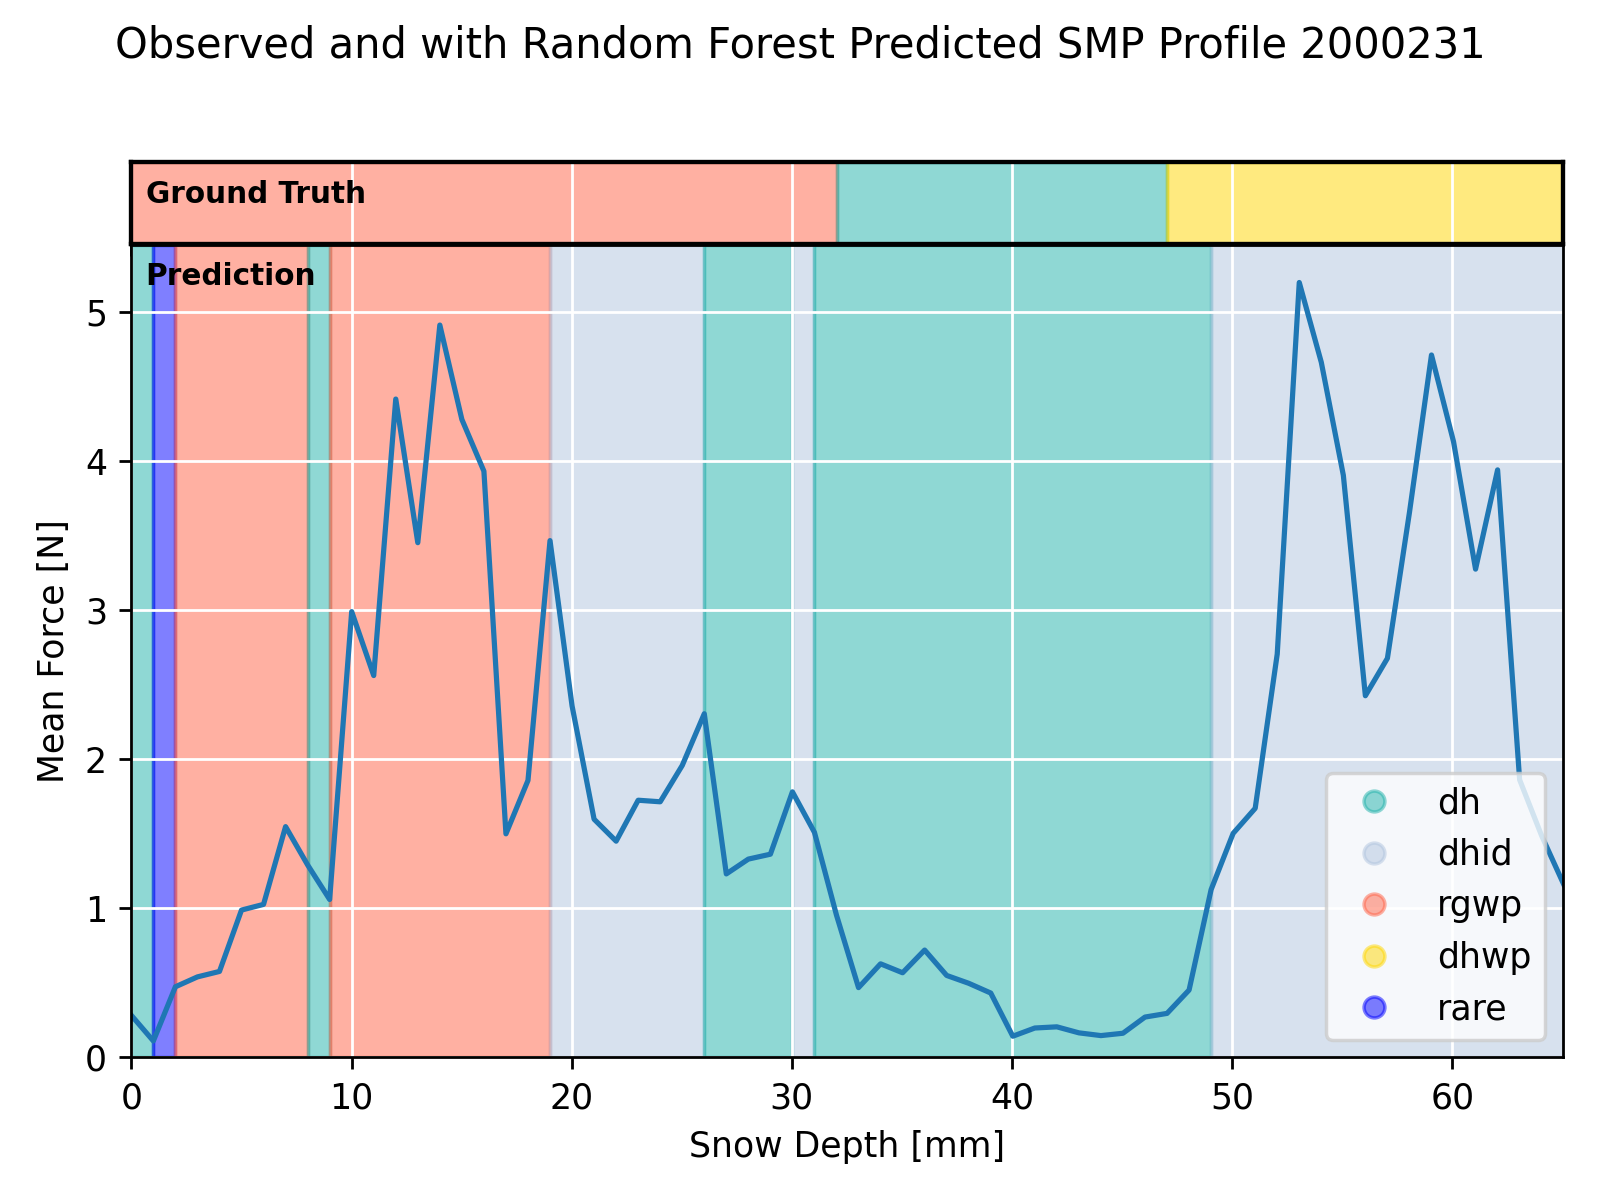 Observed and with Random Forest Predicted SMP Profile 2000231
Ground Truth
Prediction
5
4
3
2
1
0
Mean Force [N]
dh
dhid
rgwp
dhwp
rare
0 10 20 30 40 50 60
Snow Depth [mm]